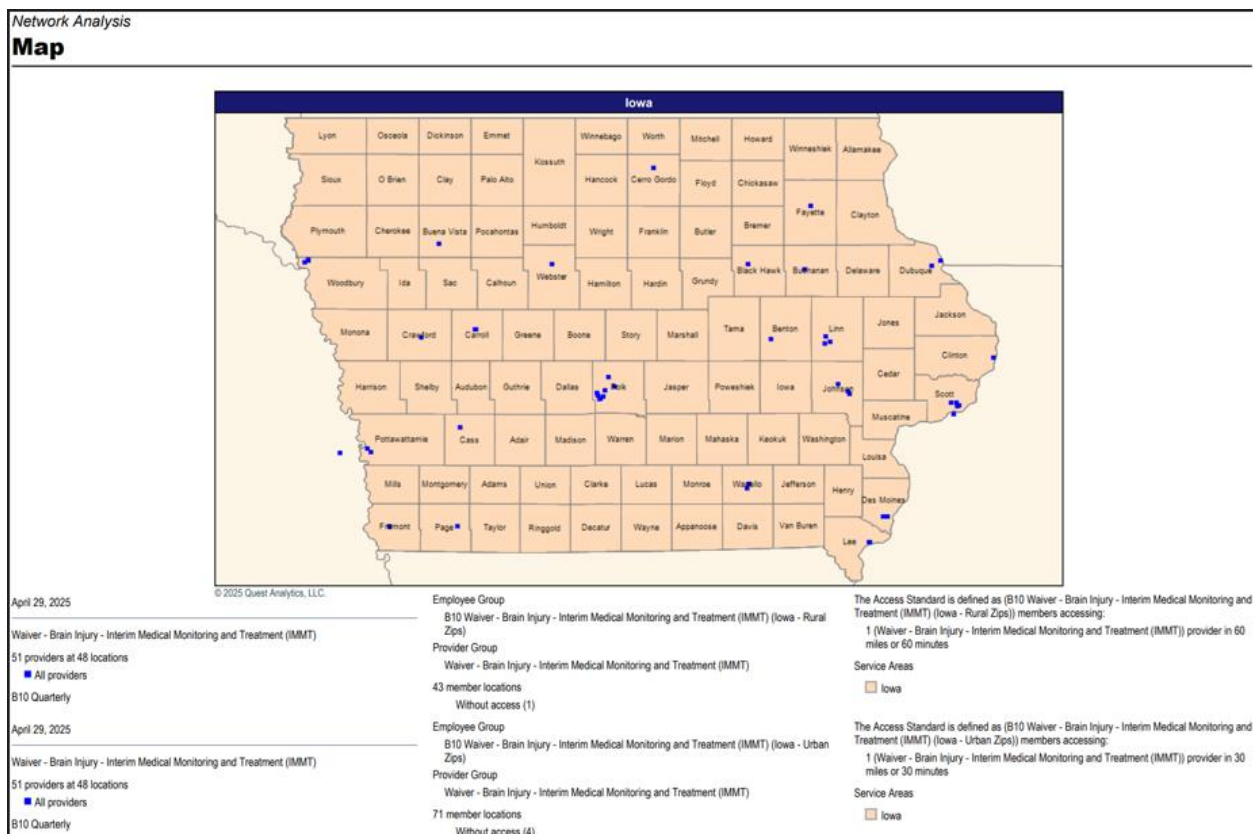 Network Analysis
Map
Iowa
Lyon Osceola Dickinson Emmet Winnebago Worth Mitchell Howard Winneshiek Allamakee
Kossuth
Sioux O Brien Clay Palo Alto Hancock Cerro Gordo Floyd Chickasaw
Fayette Clayton
Plymouth Cherokee Buena Vista Pocahontas Humboldt Wright Franklin Butler Bremer
Woodbury Ida Sac Calhoun Webster Hamilton Hardin Grundy Black Hawk Buchanan Delaware Dubuque
Monona Crawford Carroll Greene Boone Story Marshall Tama Benton Linn Jones Jackson
Clinton
Harrison Shelby Audubon Guthrie Dallas Polk Jasper Poweshiek Iowa Johnson Cedar
Scott
Muscatine
Pottawattamie Cass Adair Madison Warren Marion Mahaska Keokuk Washington
Louisa
Mills Montgomery Adams Union Clarke Lucas Monroe Wapello Jefferson Henry
Des Moines
Fremont Page Taylor Ringgold Decatur Wayne Appanoose Davis Van Buren
Lee
© 2025 Quest Analytics, LLC.
April 29, 2025
Waiver - Brain Injury - Interim Medical Monitoring and Treatment (IMMT)
51 providers at 48 locations
All providers
B10 Quarterly
Employee Group
B10 Waiver - Brain Injury - Interim Medical Monitoring and Treatment (IMMT) (Iowa - Rural
Zips)
Provider Group
Waiver - Brain Injury - Interim Medical Monitoring and Treatment (IMMT)
43 member locations
Without access (1)
The Access Standard is defined as (B10 Waiver - Brain Injury - Interim Medical Monitoring and
Treatment (IMMT) (Iowa - Rural Zips)) members accessing:
1 (Waiver - Brain Injury - Interim Medical Monitoring and Treatment (IMMT)) provider in 60
miles or 60 minutes
Service Areas
Iowa
April 29, 2025
Waiver - Brain Injury - Interim Medical Monitoring and Treatment (IMMT)
51 providers at 48 locations
All providers
B10 Quarterly
Employee Group
B10 Waiver - Brain Injury - Interim Medical Monitoring and Treatment (IMMT) (Iowa - Urban
Zips)
Provider Group
Waiver - Brain Injury - Interim Medical Monitoring and Treatment (IMMT)
71 member locations
Without access (4)
The Access Standard is defined as (B10 Waiver - Brain Injury - Interim Medical Monitoring and
Treatment (IMMT) (Iowa - Urban Zips)) members accessing:
1 (Waiver - Brain Injury - Interim Medical Monitoring and Treatment (IMMT)) provider in 30
miles or 30 minutes
Service Areas
Iowa